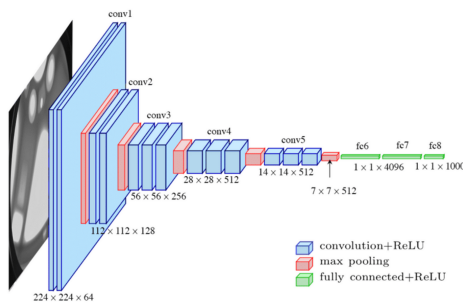 conv1
conv2
conv3
conv4
conv5
fc6
fc7
fc8
1 × 1 × 4096
1 × 1 × 1000
14 × 14 × 512
28 × 28 × 512
7 × 7 × 512
56 × 56 × 256
112 × 112 × 128
224 × 224 × 64
convolution+ReLU
max pooling
fully connected+ReLU